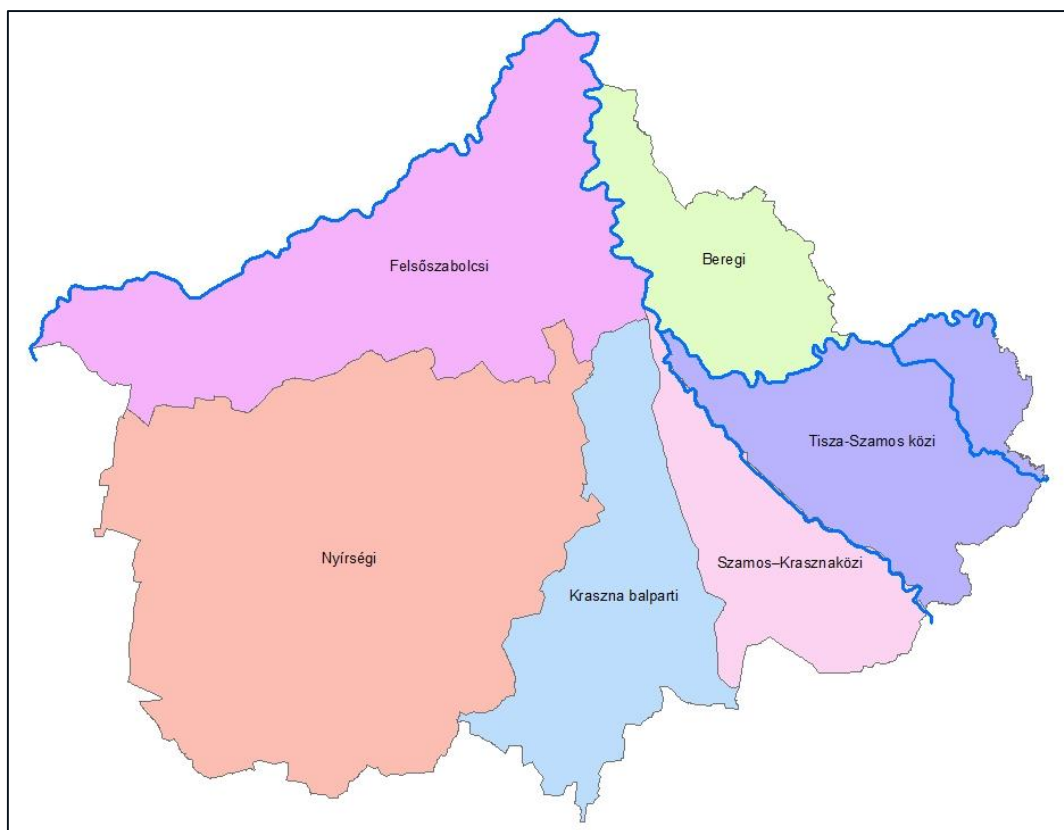 Felsőszabolcsi
Beregi
Tisza-Szamos közi
Nyírségi
Szamos–Krasznaközi
Kraszna balparti